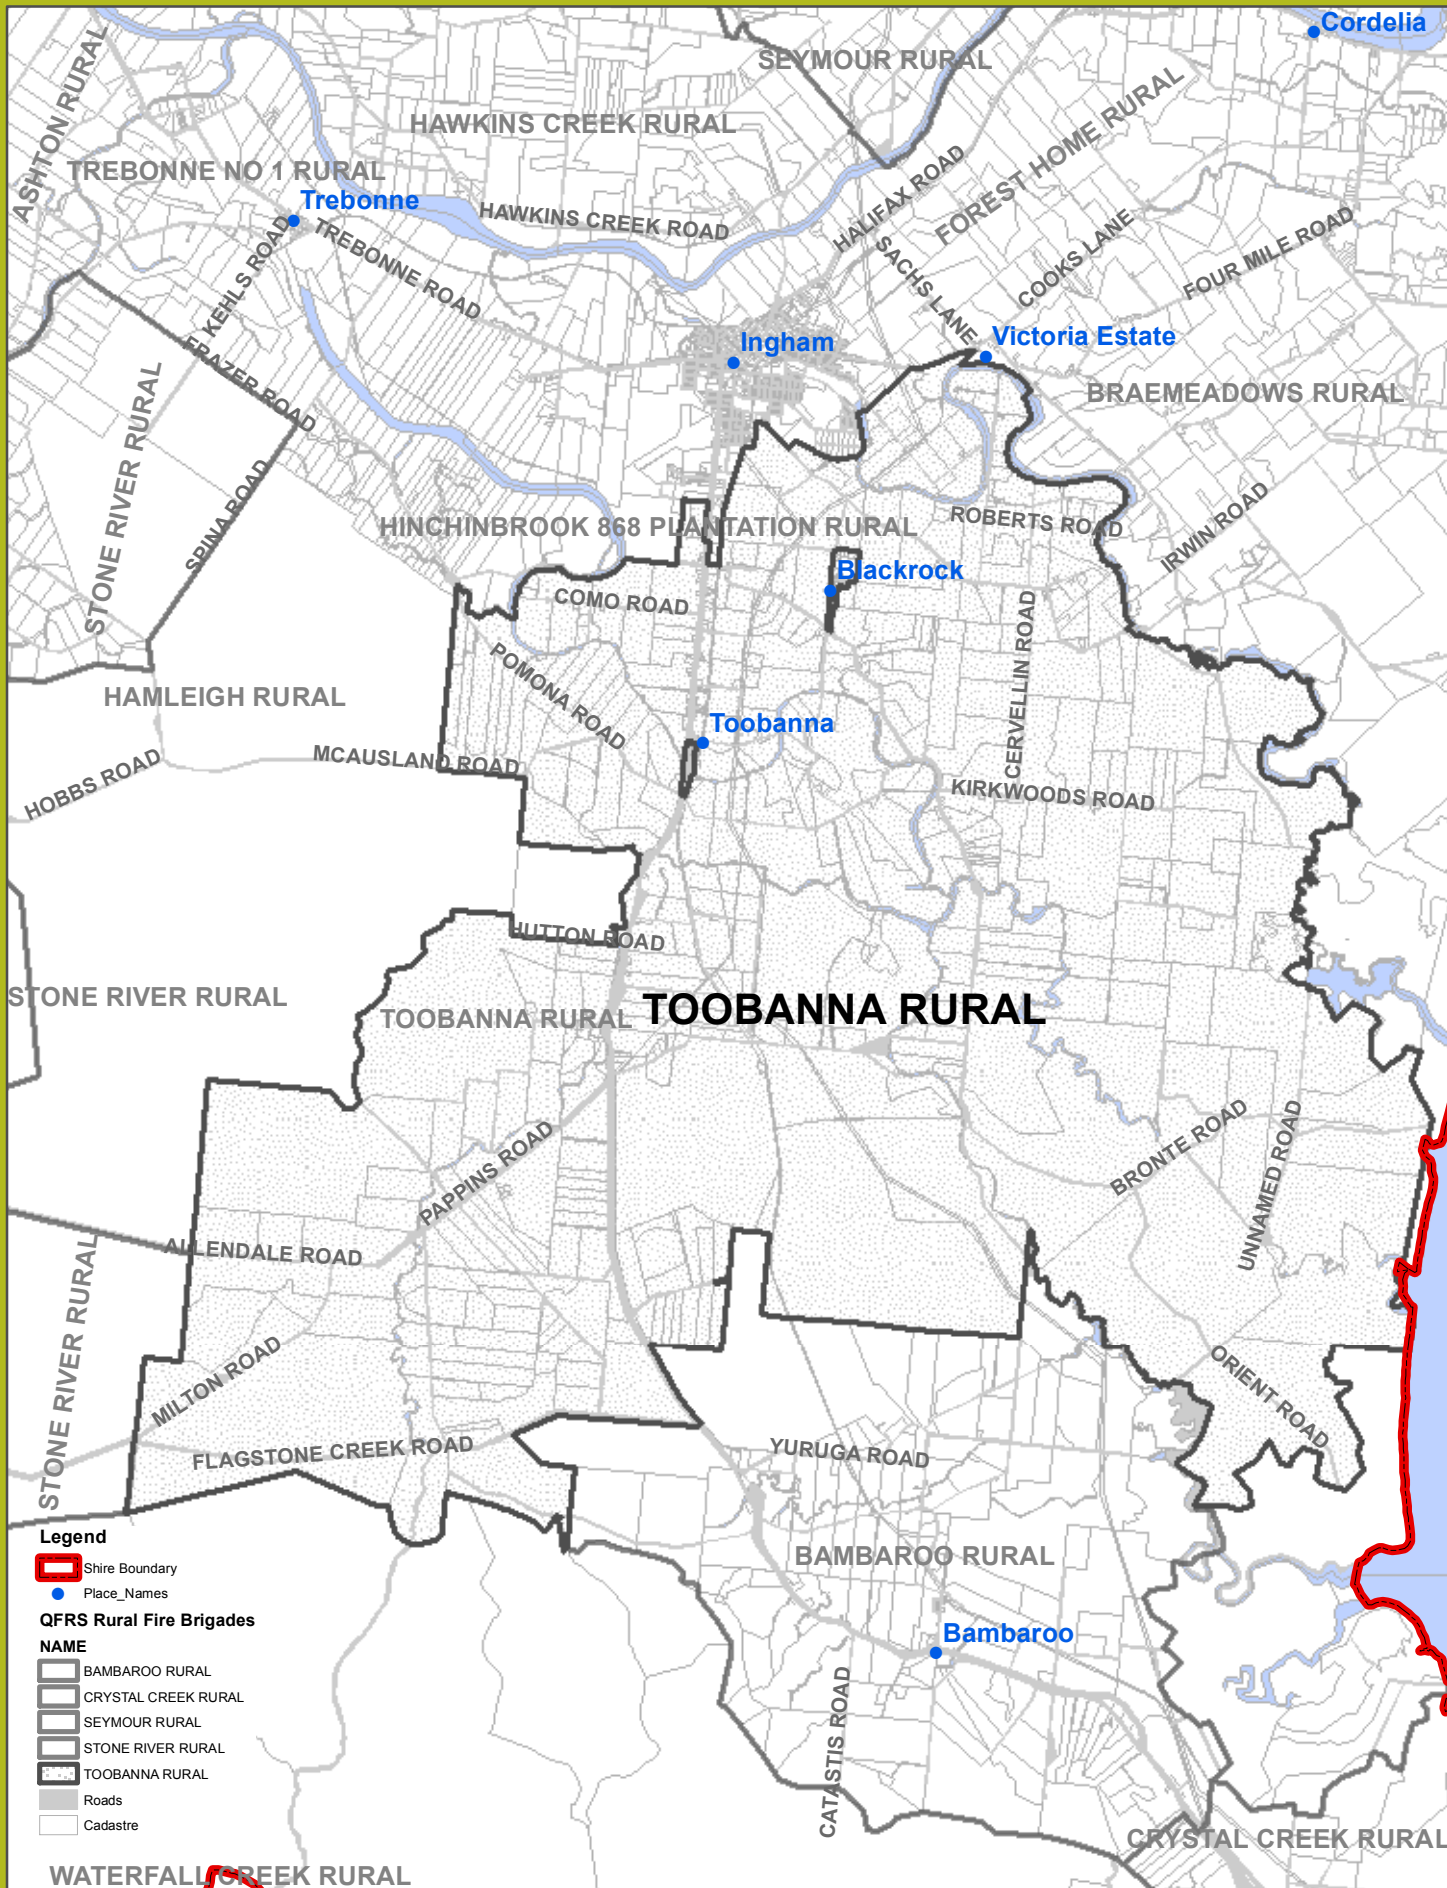 Cordelia
SEYMOUR RURAL
ASHTON RURAL
HAWKINS CREEK RURAL
FOREST HOME RURAL
TREBONNE NO 1 RURAL
Trebonne
HAWKINS CREEK ROAD
HALIFAX ROAD
SACHS LANE
COOKS LANE
FOUR MILE ROAD
KEHLS ROAD
TREBONNE ROAD
Ingham
Victoria Estate
FRAZER ROAD
BRAEMEADOWS RURAL
STONE RIVER RURAL
SPINA ROAD
HINCHINBROOK 868 PLANTATION RURAL
ROBERTS ROAD
IRWIN ROAD
Blackrock
COMO ROAD
POMONA ROAD
CERVELLIN ROAD
HAMLEIGH RURAL
Toobanna
HOBBS ROAD
MCAUSLAND ROAD
KIRKWOODS ROAD
HUTTON ROAD
STONE RIVER RURAL
TOOBANNA RURAL
TOOBANNA RURAL
PAPPINS ROAD
BRONTE ROAD
UNNAMED ROAD
ALLENDALE ROAD
STONE RIVER RURAL
MILTON ROAD
ORIENT ROAD
FLAGSTONE CREEK ROAD
YURUGA ROAD
BAMBAROO RURAL
Bambaroo
CATASTIS ROAD
CRYSTAL CREEK RURAL
WATERFALL CREEK RURAL
Legend
Shire Boundary
Place_Names
QFRS Rural Fire Brigades
NAME
BAMBAROO RURAL
CRYSTAL CREEK RURAL
SEYMOUR RURAL
STONE RIVER RURAL
TOOBANNA RURAL
Roads
Cadastre